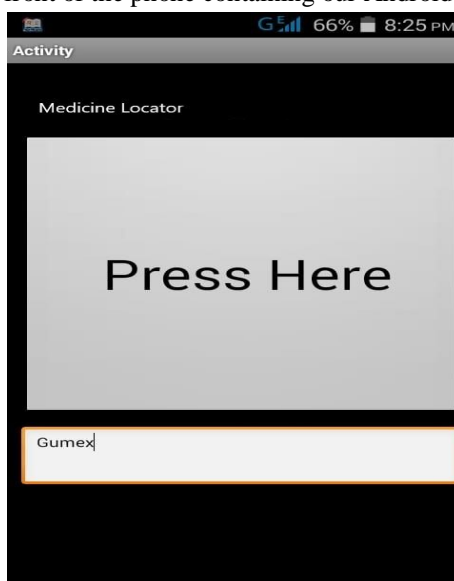 front of the phone containing our Android
G E 66% 8:25 PM
Activity
Medicine Locator
Press Here
Gumex